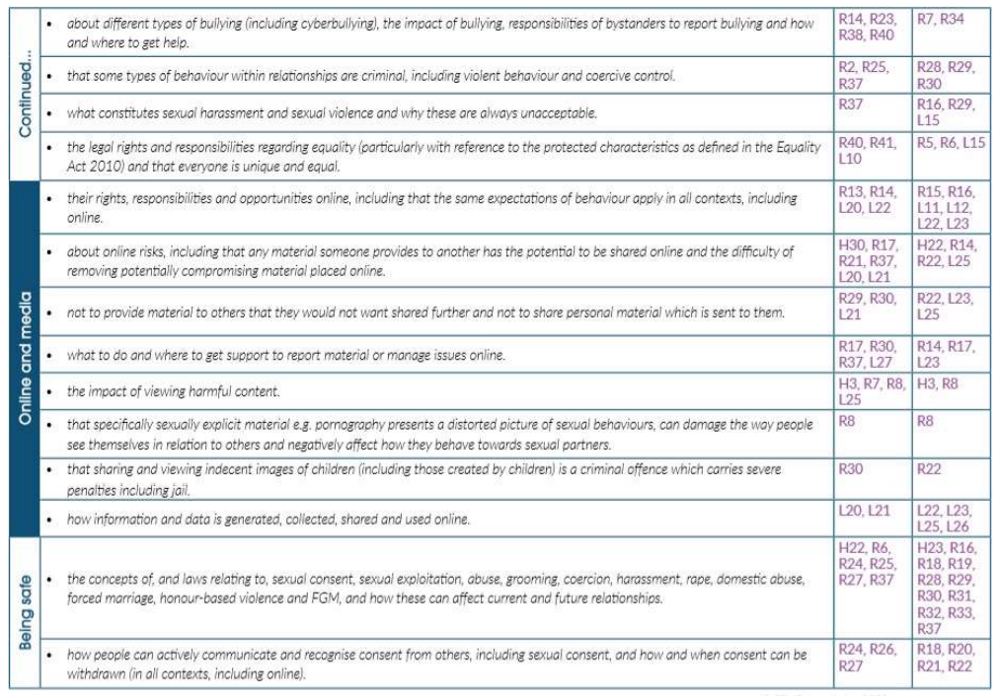 Continued...
• about different types of bullying (including cyberbullying), the impact of bullying, responsibilities of bystanders to report bullying and how
and where to get help.
R14, R23,
R38, R40
R7, R34
• that some types of behaviour within relationships are criminal, including violent behaviour and coercive control.
R2, R25,
R37
R28, R29,
R30
• what constitutes sexual harassment and sexual violence and why these are always unacceptable.
R37
R16, R29,
L15
• the legal rights and responsibilities regarding equality (particularly with reference to the protected characteristics as defined in the Equality
Act 2010) and that everyone is unique and equal.
R40, R41,
L10
R5, R6, L15
Online and media
• their rights, responsibilities and opportunities online, including that the same expectations of behaviour apply in all contexts, including
online.
R13, R14,
L20, L22
R15, R16,
L11, L12,
L22, L23
• about online risks, including that any material someone provides to another has the potential to be shared online and the difficulty of
removing potentially compromising material placed online.
H30, R17,
R21, R37,
L20, L21
H22, R14,
R22, L25
• not to provide material to others that they would not want shared further and not to share personal material which is sent to them.
R29, R30,
L21
R22, L23,
L25
• what to do and where to get support to report material or manage issues online.
R17, R30,
R37, L27
R14, R17,
L23
• the impact of viewing harmful content.
H3, R7, R8,
L25
H3, R8
• that specifically sexually explicit material e.g. pornography presents a distorted picture of sexual behaviours, can damage the way people
see themselves in relation to others and negatively affect how they behave towards sexual partners.
R8
R8
• that sharing and viewing indecent images of children (including those created by children) is a criminal offence which carries severe
penalties including jail.
R30
R22
• how information and data is generated, collected, shared and used online.
L20, L21
L22, L23,
L25, L26
Being safe
• the concepts of, and laws relating to, sexual consent, sexual exploitation, abuse, grooming, coercion, harassment, rape, domestic abuse,
forced marriage, honour-based violence and FGM, and how these can affect current and future relationships.
H22, R6,
R24, R25,
R27, R37
H23, R16,
R18, R19,
R28, R29,
R30, R31,
R32, R33,
R37
• how people can actively communicate and recognise consent from others, including sexual consent, and how and when consent can be
withdrawn (in all contexts, including online).
R24, R26,
R27
R18, R20,
R21, R22